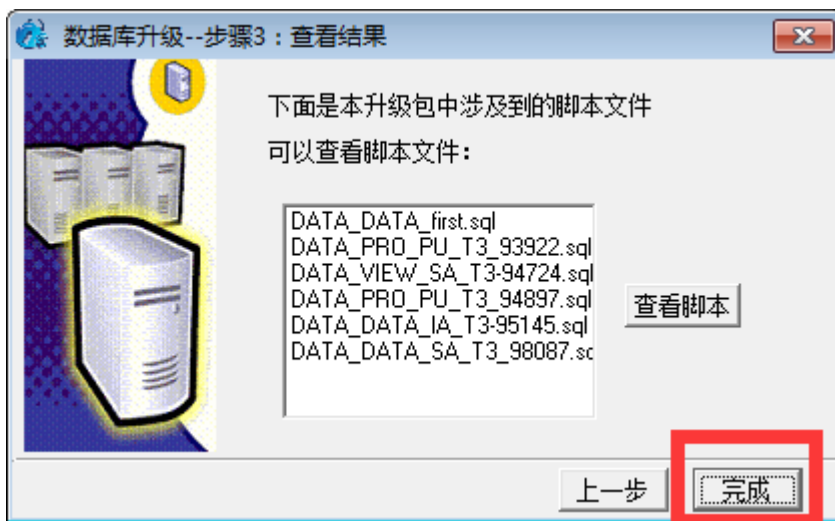 数据库升级--步骤3：查看结果
下面是本升级包中涉及到的脚本文件
可以查看脚本文件：
DATA_DATA_first.sql
DATA_PRO_PU_T3_93922.sql
DATA_VIEW_SA_T3-94724.sql
DATA_PRO_PU_T3_94897.sql
DATA_DATA_IA_T3-95145.sql
DATA_DATA_SA_T3_98087.sc
查看脚本
上一步
完成